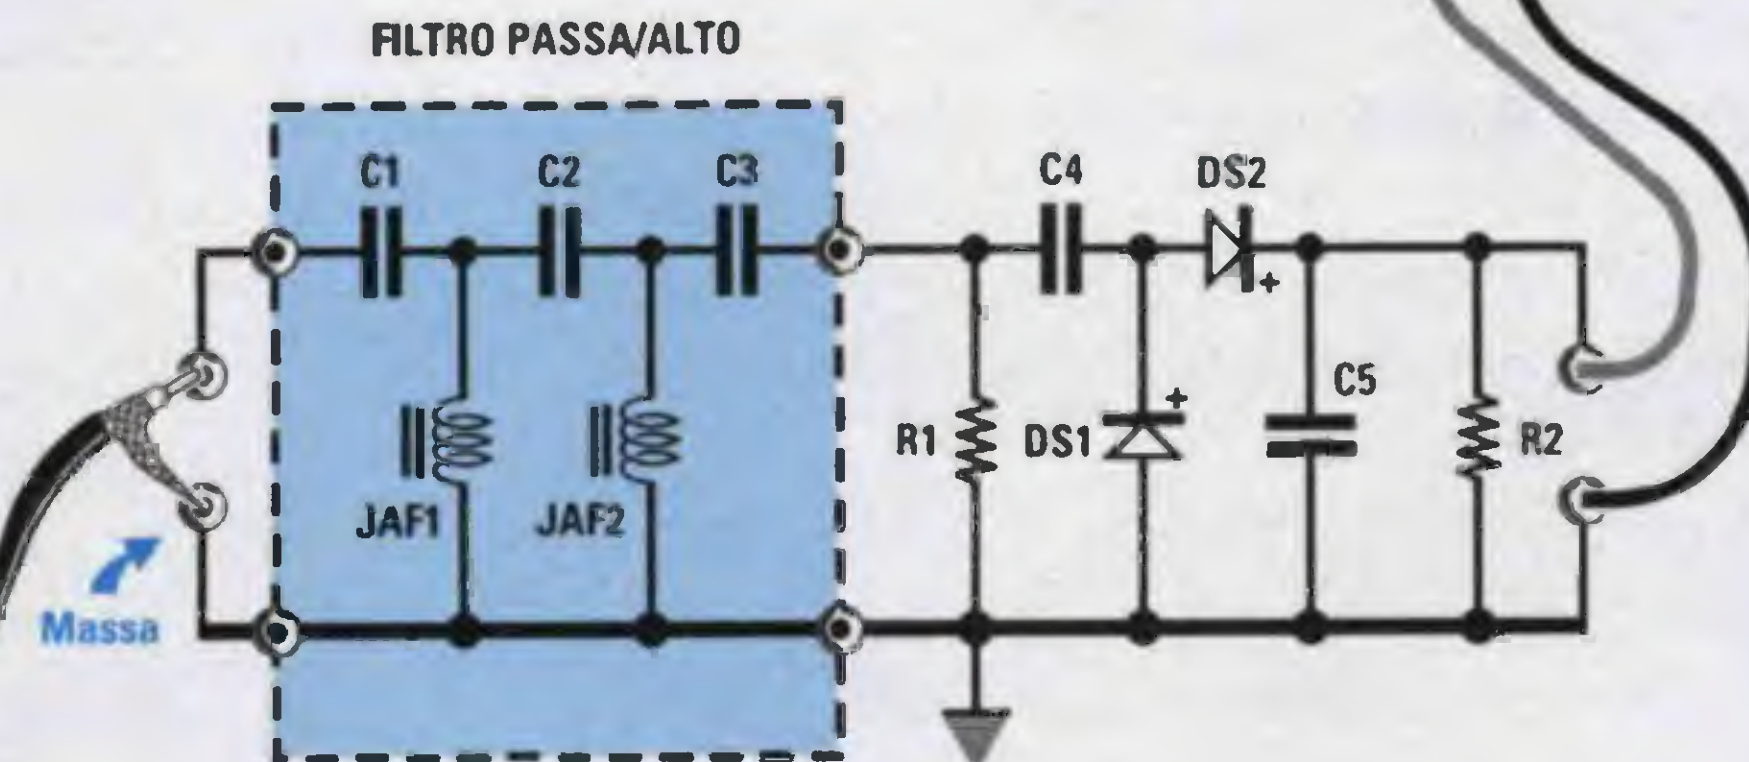 FILTRO PASSA/ALTO
C1
C2
C3
C4
DS2
+
C5
+
R1
DS1
R2
JAF1
JAF2
Massa